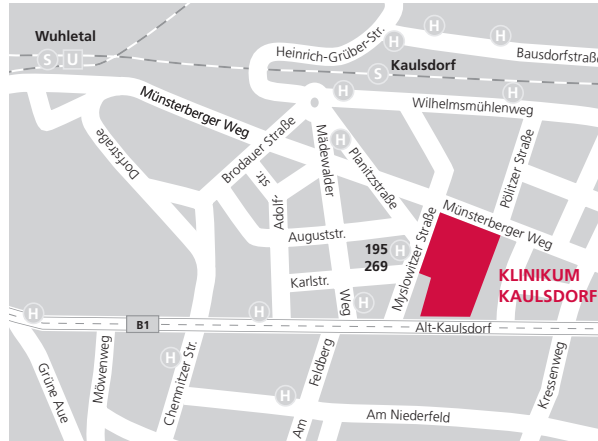 Wuhletal
S U
H
H
Heinrich-Grüber-Str.
H
Bausdorfstraße
Kaulsdorf
S
H
H
Wilhelmsmühlenweg
Münsterberger Weg
Dorfstraße
Brodauer Straße
Mädewalder
H
Planitzstraße
Pölitzer Straße
Adolf-
str.
Münsterberger Weg
Auguststr.
195
269
H
Myslowitzer Straße
Karlstr.
Weg
KLINIKUM
KAULSDORF
H
H
H
B1
Alt-Kaulsdorf
Grüne Aue
Möwenweg
Chemnitzer Str.
H
H
Am
Feldberg
Am Niederfeld
H
Kressenweg